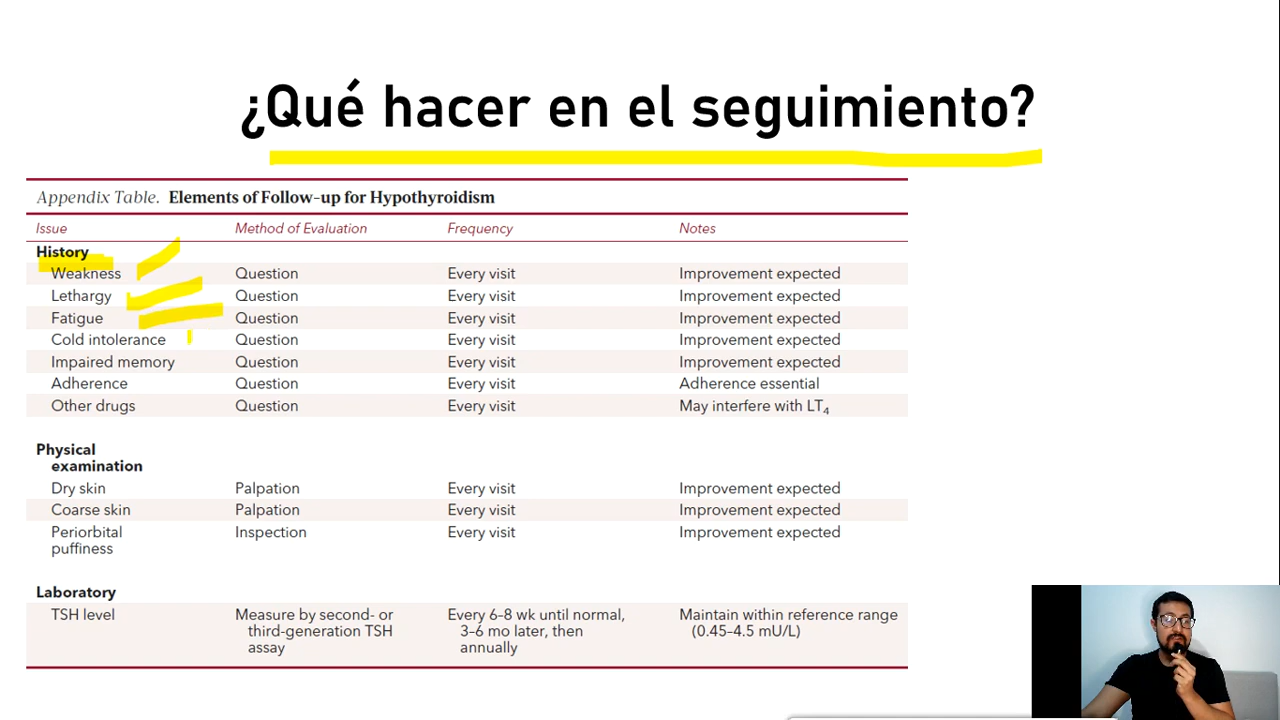 ¿Qué hacer en el seguimiento?
Appendix Table. Elements of Follow-up for Hypothyroidism
Issue Method of Evaluation Frequency Notes
History
Weakness Question Every visit Improvement expected
Lethargy Question Every visit Improvement expected
Fatigue Question Every visit Improvement expected
Cold intolerance Question Every visit Improvement expected
Impaired memory Question Every visit Improvement expected
Adherence Question Every visit Adherence essential
Other drugs Question Every visit May interfere with LT4
Physical
examination
Dry skin Palpation Every visit Improvement expected
Coarse skin Palpation Every visit Improvement expected
Periorbital Inspection Every visit Improvement expected
puffiness
Laboratory
TSH level Measure by second- or Every 6–8 wk until normal, Maintain within reference range
third-generation TSH 3–6 mo later, then (0.45–4.5 mU/L)
assay annually